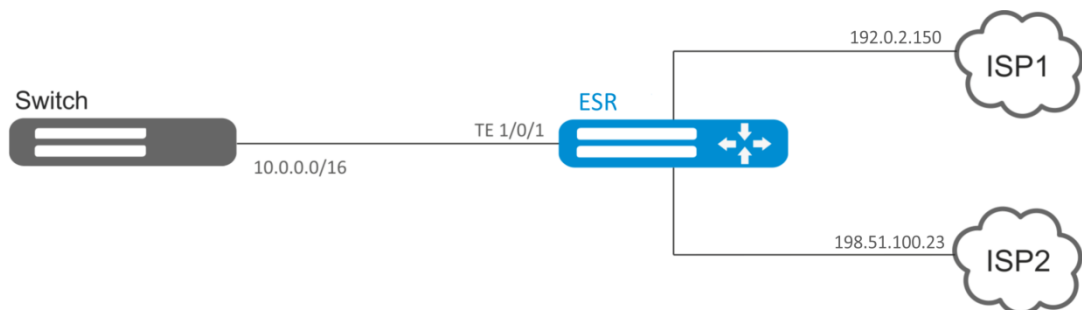 192.0.2.150
ISP1
Switch
ESR
TE 1/0/1
10.0.0.0/16
198.51.100.23
ISP2